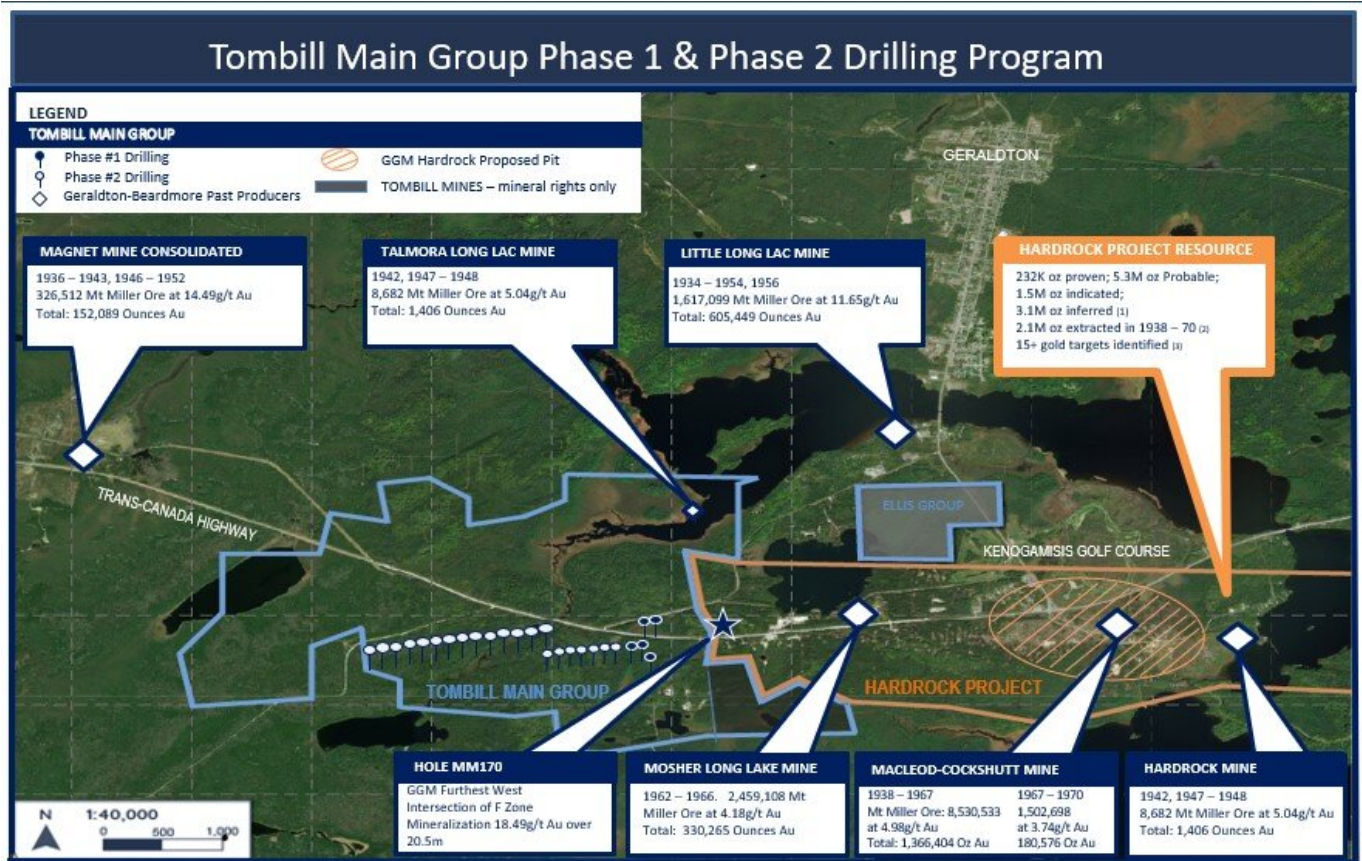 Tombill Main Group Phase 1 & Phase 2 Drilling Program
LEGEND
TOMBILL MAIN GROUP
Phase #1 Drilling
Phase #2 Drilling
Geraldton-Beardmore Past Producers
GGM Hardrock Proposed Pit
TOMBILL MINES – mineral rights only
GERALDTON
MAGNET MINE CONSOLIDATED
1936 – 1943, 1946 – 1952
326,512 Mt Miller Ore at 14.49g/t Au
Total: 152,089 Ounces Au
TALMORA LONG LAC MINE
1942, 1947 – 1948
8,682 Mt Miller Ore at 5.04g/t Au
Total: 1,406 Ounces Au
LITTLE LONG LAC MINE
1934 – 1954, 1956
1,617,099 Mt Miller Ore at 11.65g/t Au
Total: 605,449 Ounces Au
HARDROCK PROJECT RESOURCE
232K oz proven; 5.3M oz Probable;
1.5M oz indicated;
3.1M oz inferred (1)
2.1M oz extracted in 1938 – 70 (2)
15+ gold targets identified (3)
TRANS-CANADA HIGHWAY
ELLIS GROUP
KENOGAMISIS GOLF COURSE
TOMBILL MAIN GROUP
HARDROCK PROJECT
HOLE MM170
GGM Furthest West
Intersection of F Zone
Mineralization 18.49g/t Au over
20.5m
MOSHER LONG LAKE MINE
1962 – 1966. 2,459,108 Mt
Miller Ore at 4.18g/t Au
Total: 330,265 Ounces Au
MACLEOD-COCKSHUTT MINE
1938 – 1967
Mt Miller Ore: 8,530,533
at 4.98g/t Au
Total: 1,366,404 Oz Au
1967 – 1970
1,502,698
at 3.74g/t Au
180,576 Oz Au
HARDROCK MINE
1942, 1947 – 1948
8,682 Mt Miller Ore at 5.04g/t Au
Total: 1,406 Ounces Au
N
1:40,000
0 500 1,000